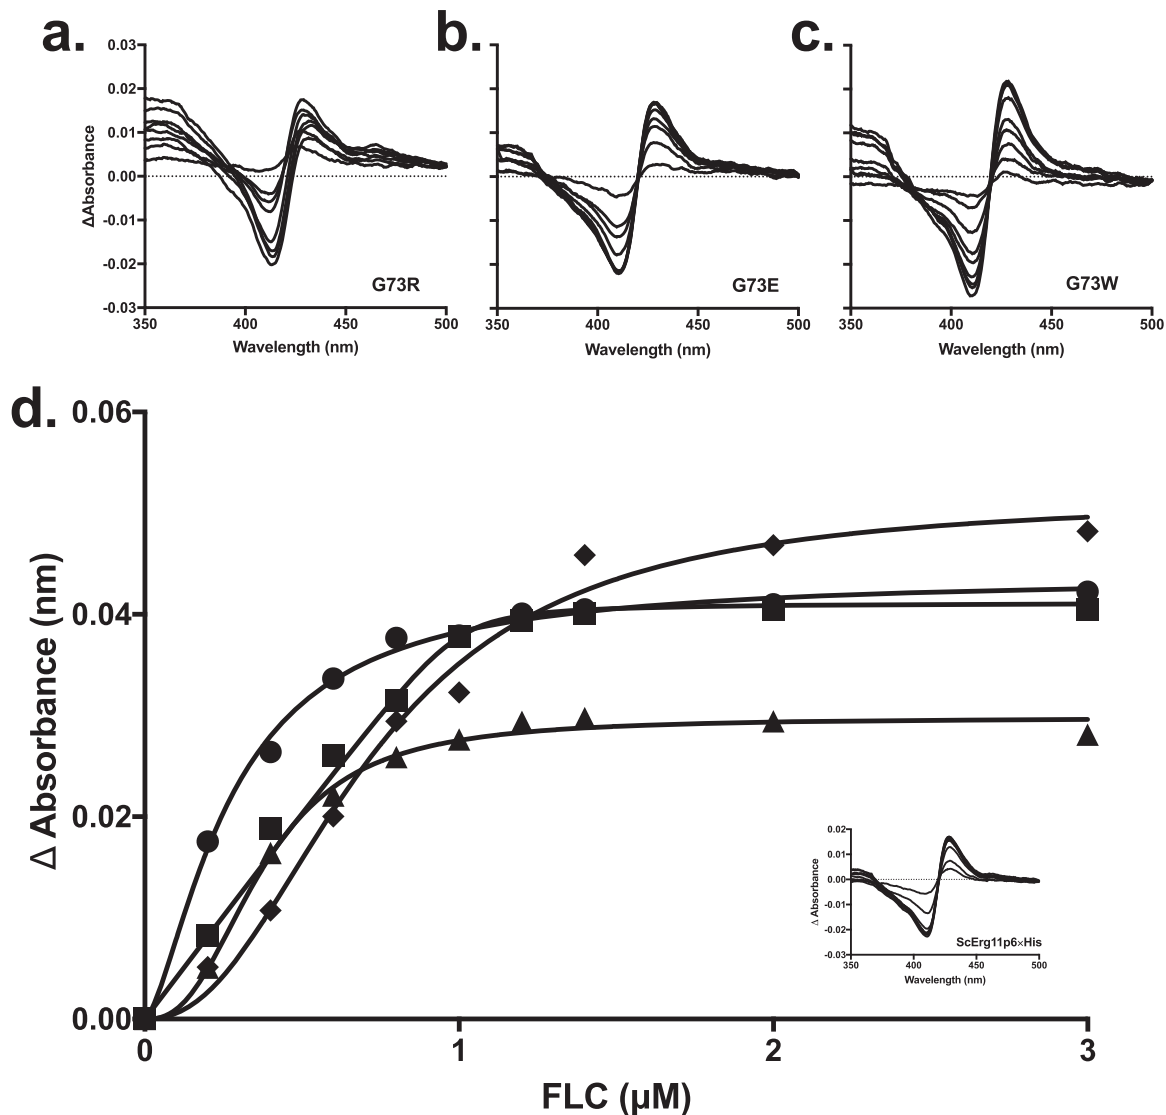 a.
0.03
0.02
0.01
0.00
-0.01
-0.02
-0.03
ΔAbsorbance
G73R
350 400 450 500
Wavelength (nm)
b.
G73E
350 400 450 500
Wavelength (nm)
c.
G73W
350 400 450 500
Wavelength (nm)
d.
0.06
0.04
0.02
0.00
Δ Absorbance (nm)
0.02
0.01
0.00
-0.01
-0.02
-0.03
Δ Absorbance
ScErg11p6×His
350 400 450 500
Wavelength (nm)
0 1 2 3
FLC (μM)